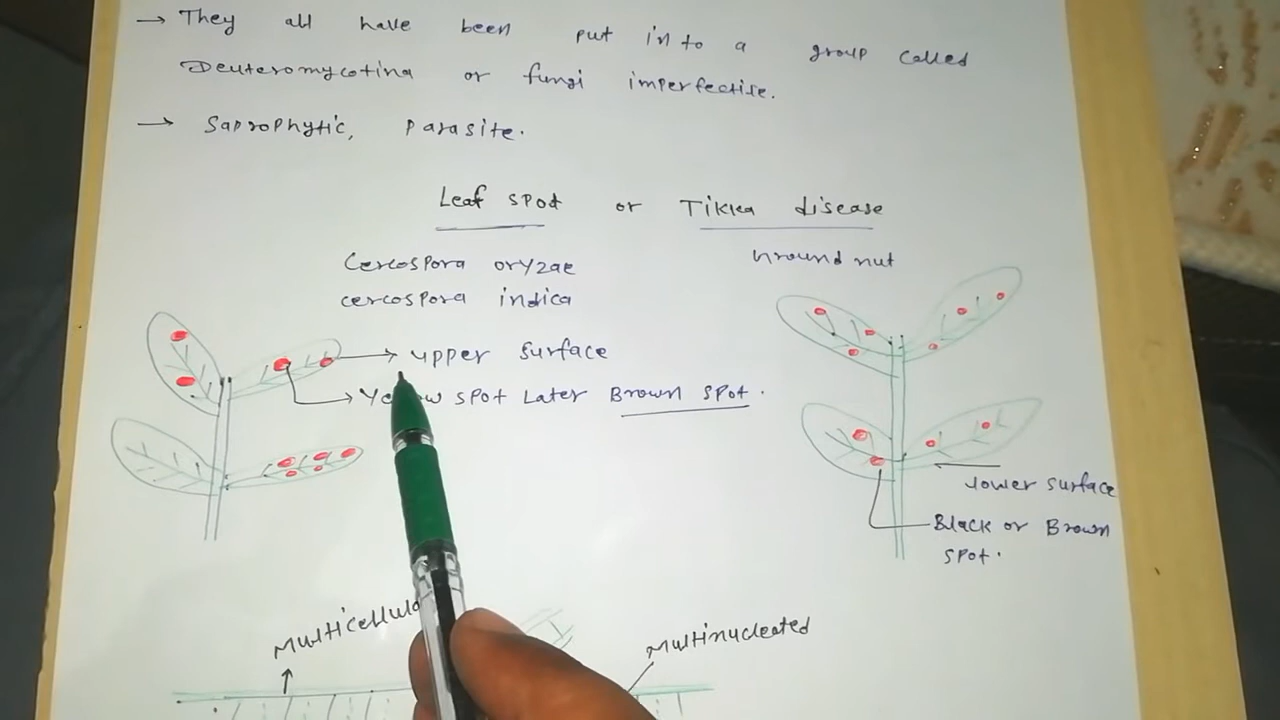 → They all have been put into a group called
Deuteromycotina or fungi imperfectise.
→ Saprophytic, Parasite.
Leaf spot or Tikka disease
Cercospora oryzae
Ground nut
cercospora indica
→ upper surface
→ Yellow spot Later Brown spot.
lower surface
Black or Brown
spot.
Multicellula
Multinucleated